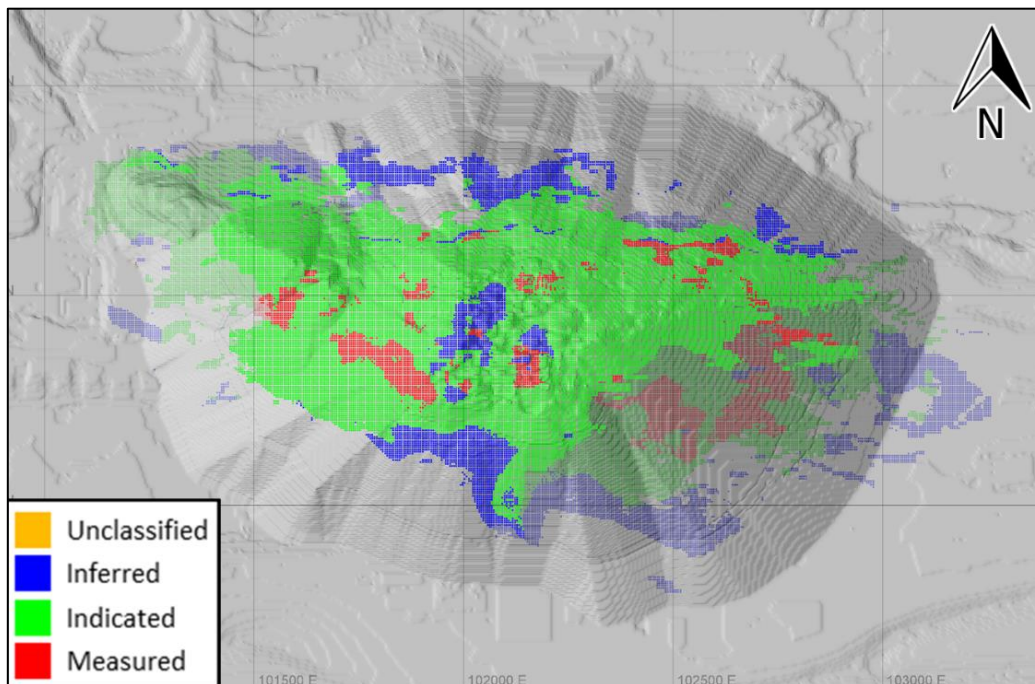 N
Unclassified
Inferred
Indicated
Measured
101500 E
102000 E
102500 E
103000 E